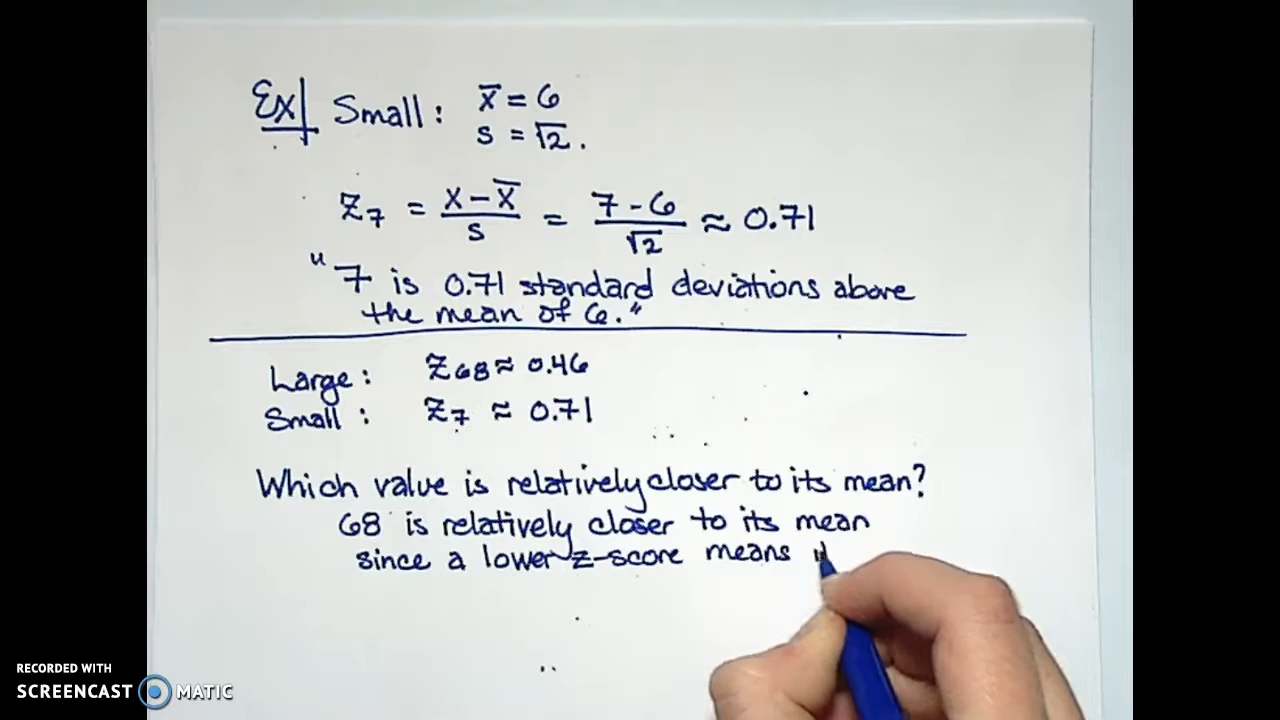 Ex| Small: x̄ = 6
s = √2.
Z₇ = (x - x̄)/s = (7 - 6)/√2 ≈ 0.71
"7 is 0.71 standard deviations above
the mean of 6."
Large: Z₆₈ ≈ 0.46
Small: Z₇ ≈ 0.71
Which value is relatively closer to its mean?
68 is relatively closer to its mean
since a lower z-score means
RECORDED WITH
SCREENCAST MATIC